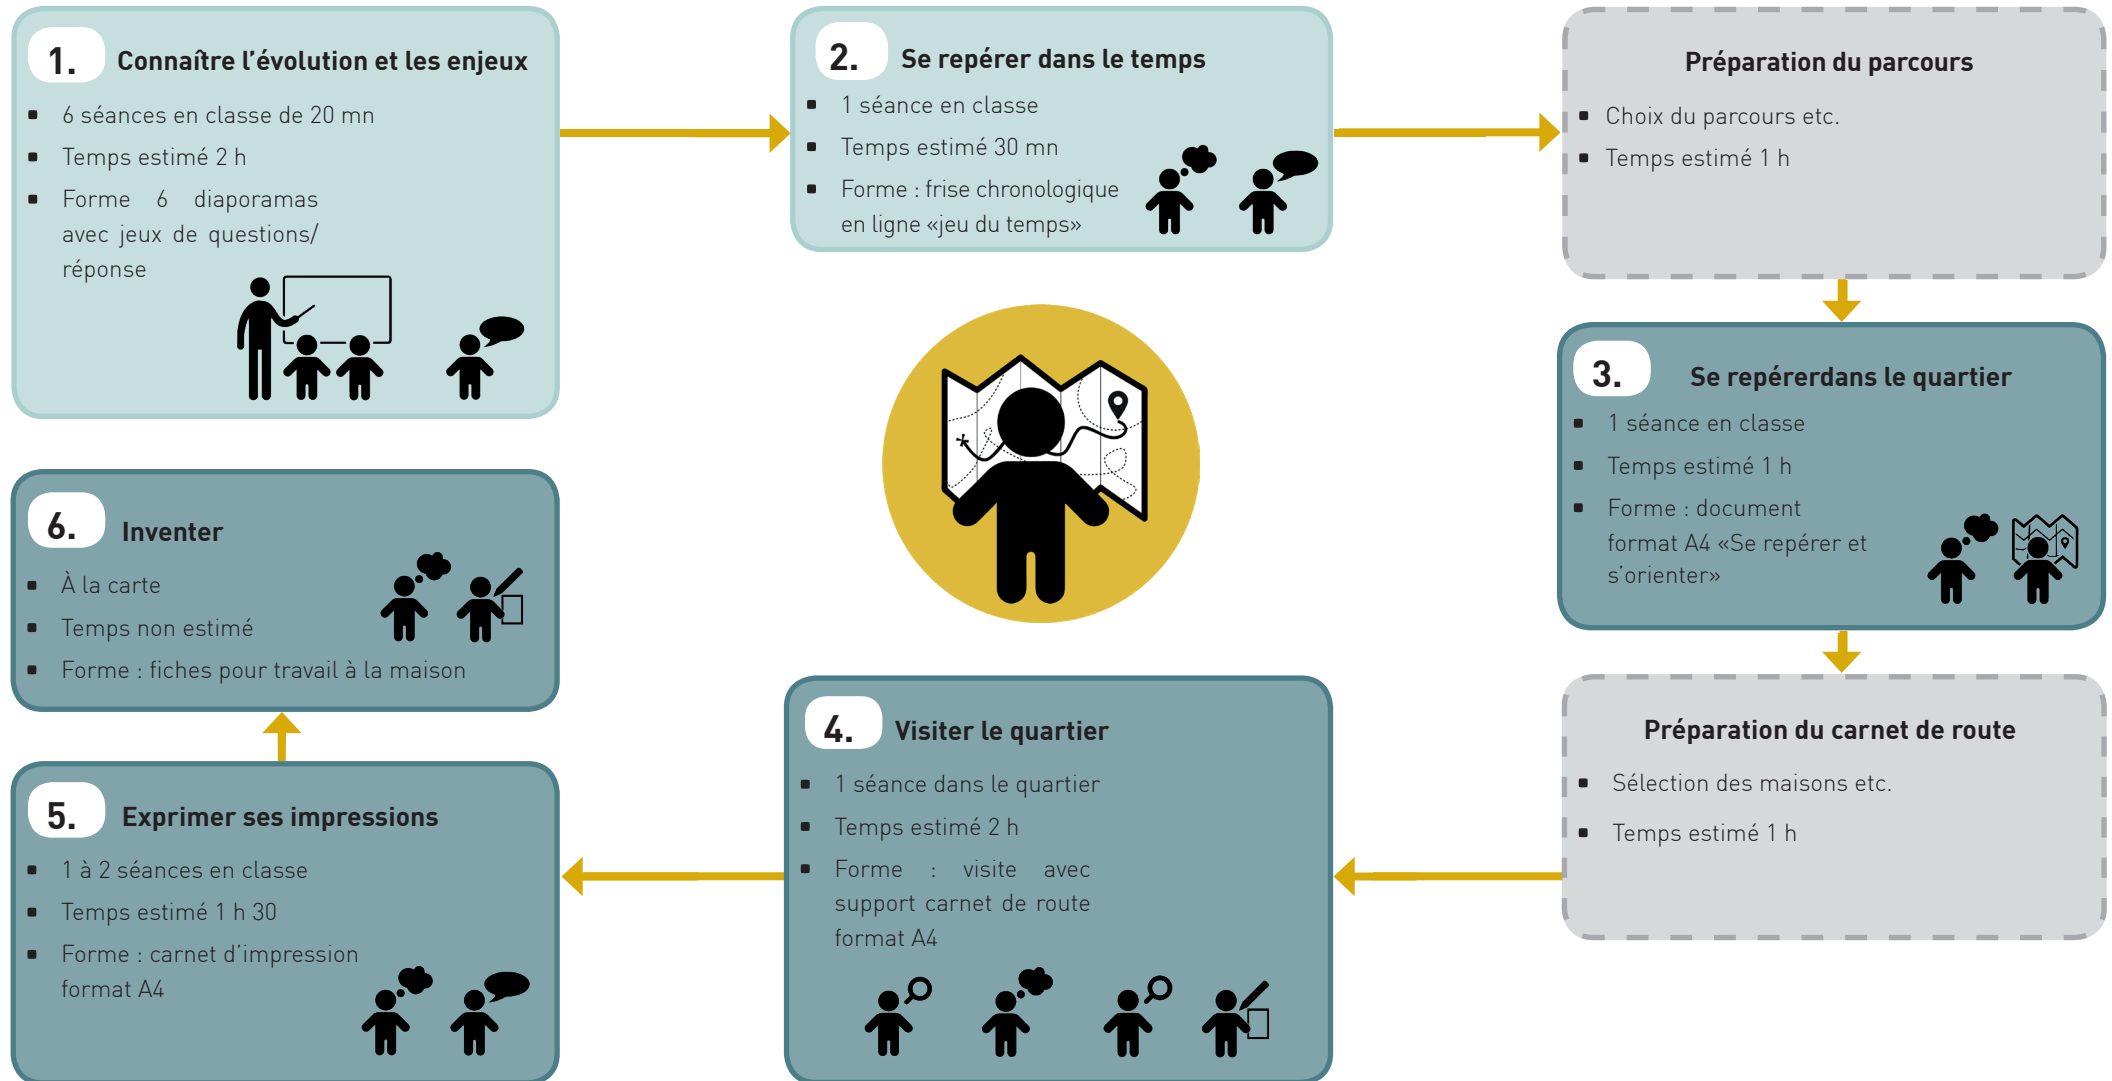 1. Connaître l’évolution et les enjeux
▪ 6 séances en classe de 20 mn
▪ Temps estimé 2 h
▪ Forme 6 diaporamas
avec jeux de questions/
réponse
2. Se repérer dans le temps
▪ 1 séance en classe
▪ Temps estimé 30 mn
▪ Forme : frise chronologique
en ligne «jeu du temps»
Préparation du parcours
▪ Choix du parcours etc.
▪ Temps estimé 1 h
3. Se repérerdans le quartier
▪ 1 séance en classe
▪ Temps estimé 1 h
▪ Forme : document
format A4 «Se repérer et
s’orienter»
Préparation du carnet de route
▪ Sélection des maisons etc.
▪ Temps estimé 1 h
4. Visiter le quartier
▪ 1 séance dans le quartier
▪ Temps estimé 2 h
▪ Forme : visite avec
support carnet de route
format A4
5. Exprimer ses impressions
▪ 1 à 2 séances en classe
▪ Temps estimé 1 h 30
▪ Forme : carnet d’impression
format A4
6. Inventer
▪ À la carte
▪ Temps non estimé
▪ Forme : fiches pour travail à la maison